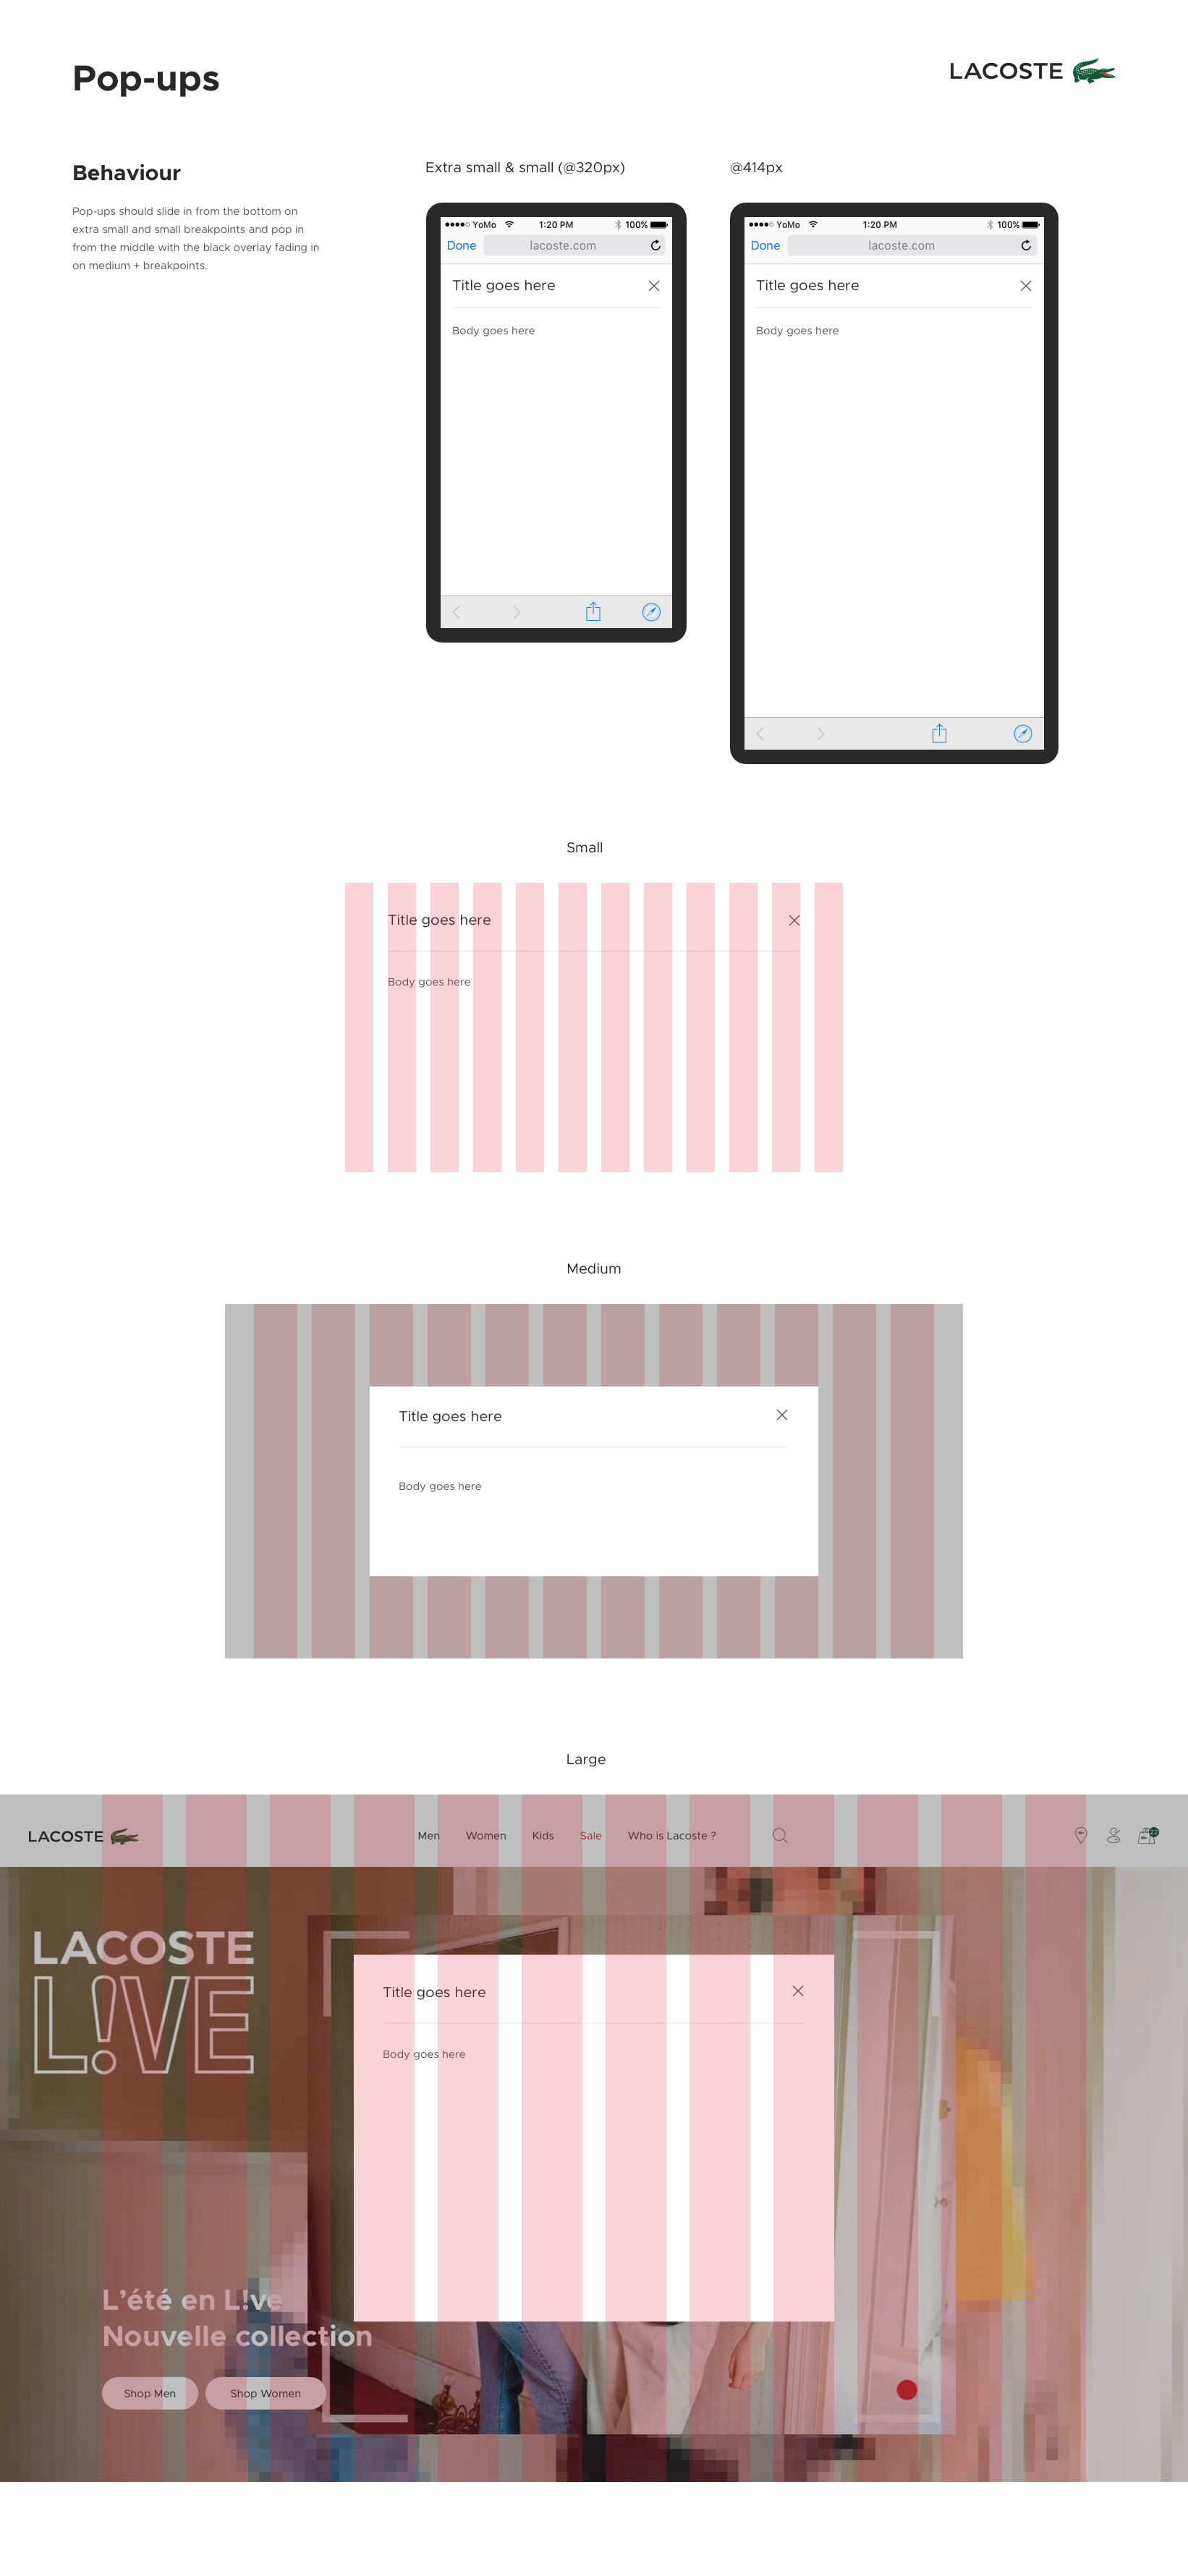 Pop-ups
LACOSTE
Behaviour
Pop-ups should slide in from the bottom on
extra small and small breakpoints and pop in
from the middle with the black overlay fading in
on medium + breakpoints.
Extra small & small (@320px)
@414px
YoMo 1:20 PM 100%
Done lacoste.com
Title goes here
Body goes here
YoMo 1:20 PM 100%
Done lacoste.com
Title goes here
Body goes here
Small
Title goes here
Body goes here
Medium
Title goes here
Body goes here
Large
LACOSTE Men Women Kids Sale Who is Lacoste ? 22
LACOSTE
L!VE
Title goes here
Body goes here
L’été en L!ve
Nouvelle collection
Shop Men Shop Women